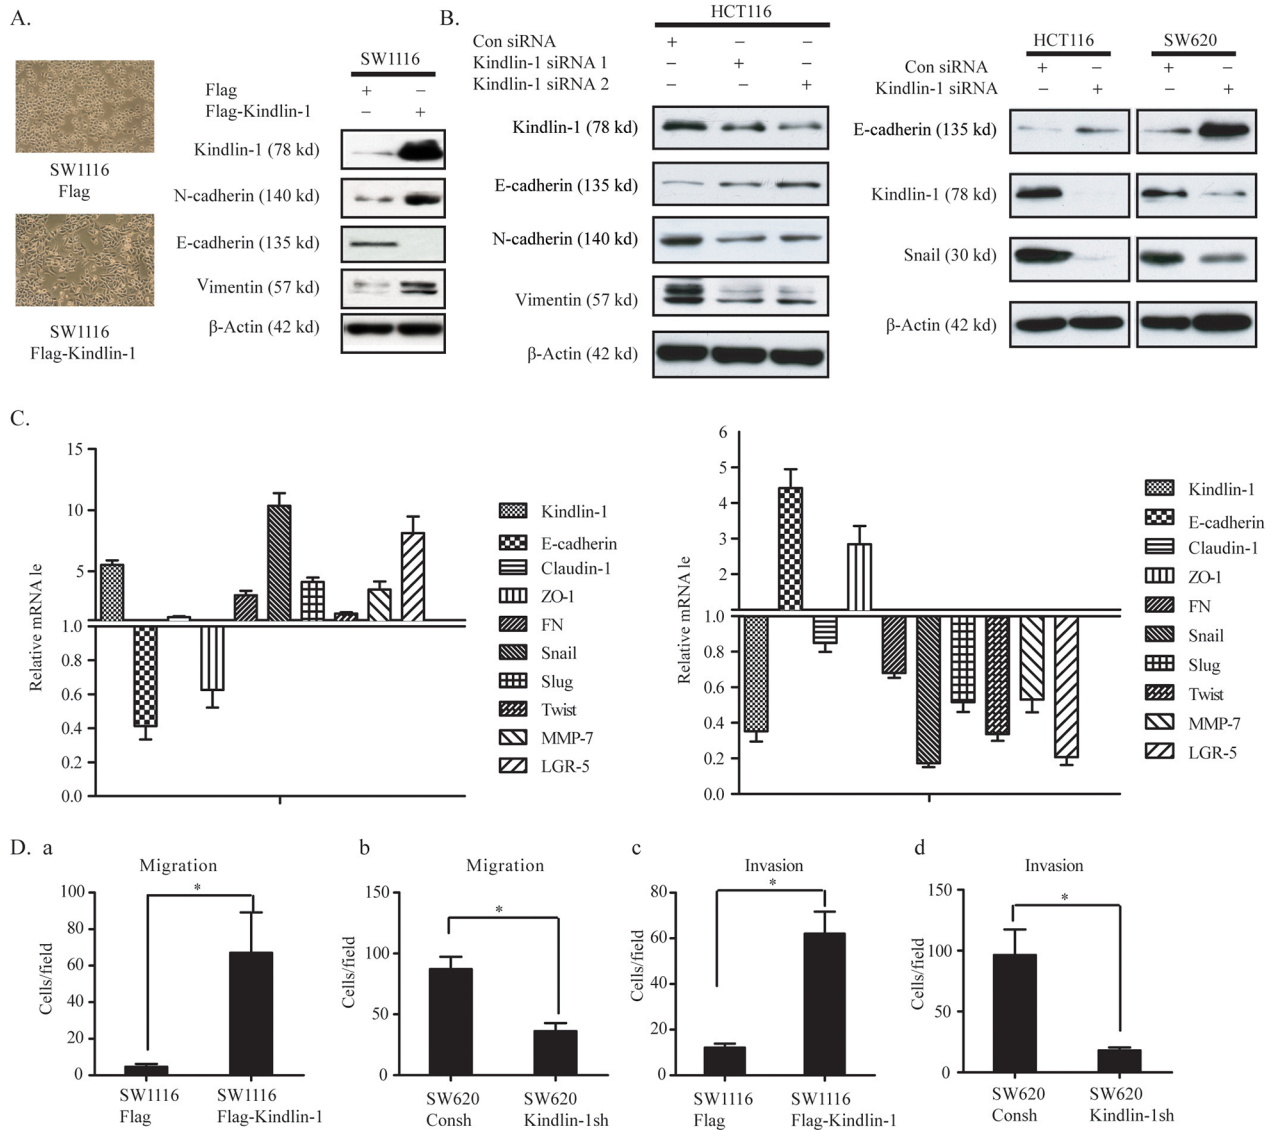 A.
SW1116
Flag
SW1116
Flag-Kindlin-1
SW1116
Flag + −
Flag-Kindlin-1 − +
Kindlin-1 (78 kd)
N-cadherin (140 kd)
E-cadherin (135 kd)
Vimentin (57 kd)
β-Actin (42 kd)
B.
HCT116
Con siRNA + − −
Kindlin-1 siRNA 1 − + −
Kindlin-1 siRNA 2 − − +
Kindlin-1 (78 kd)
E-cadherin (135 kd)
N-cadherin (140 kd)
Vimentin (57 kd)
β-Actin (42 kd)
HCT116 SW620
Con siRNA + − + −
Kindlin-1 siRNA − + − +
E-cadherin (135 kd)
Kindlin-1 (78 kd)
Snail (30 kd)
β-Actin (42 kd)
C.
Relative mRNA le
15
10
5
1.0
0.8
0.6
0.4
0.2
0.0
Kindlin-1
E-cadherin
Claudin-1
ZO-1
FN
Snail
Slug
Twist
MMP-7
LGR-5
Relative mRNA le
6
5
4
3
2
1.0
0.8
0.6
0.4
0.2
0.0
Kindlin-1
E-cadherin
Claudin-1
ZO-1
FN
Snail
Slug
Twist
MMP-7
LGR-5
D. a
Migration
Cells/field
100
80
60
40
20
0
*
SW1116
Flag
SW1116
Flag-Kindlin-1
b
Migration
Cells/field
150
100
50
0
*
SW620
Consh
SW620
Kindlin-1sh
c
Invasion
Cells/field
80
60
40
20
0
*
SW1116
Flag
SW1116
Flag-Kindlin-1
d
Invasion
Cells/field
150
100
50
0
*
SW620
Consh
SW620
Kindlin-1sh